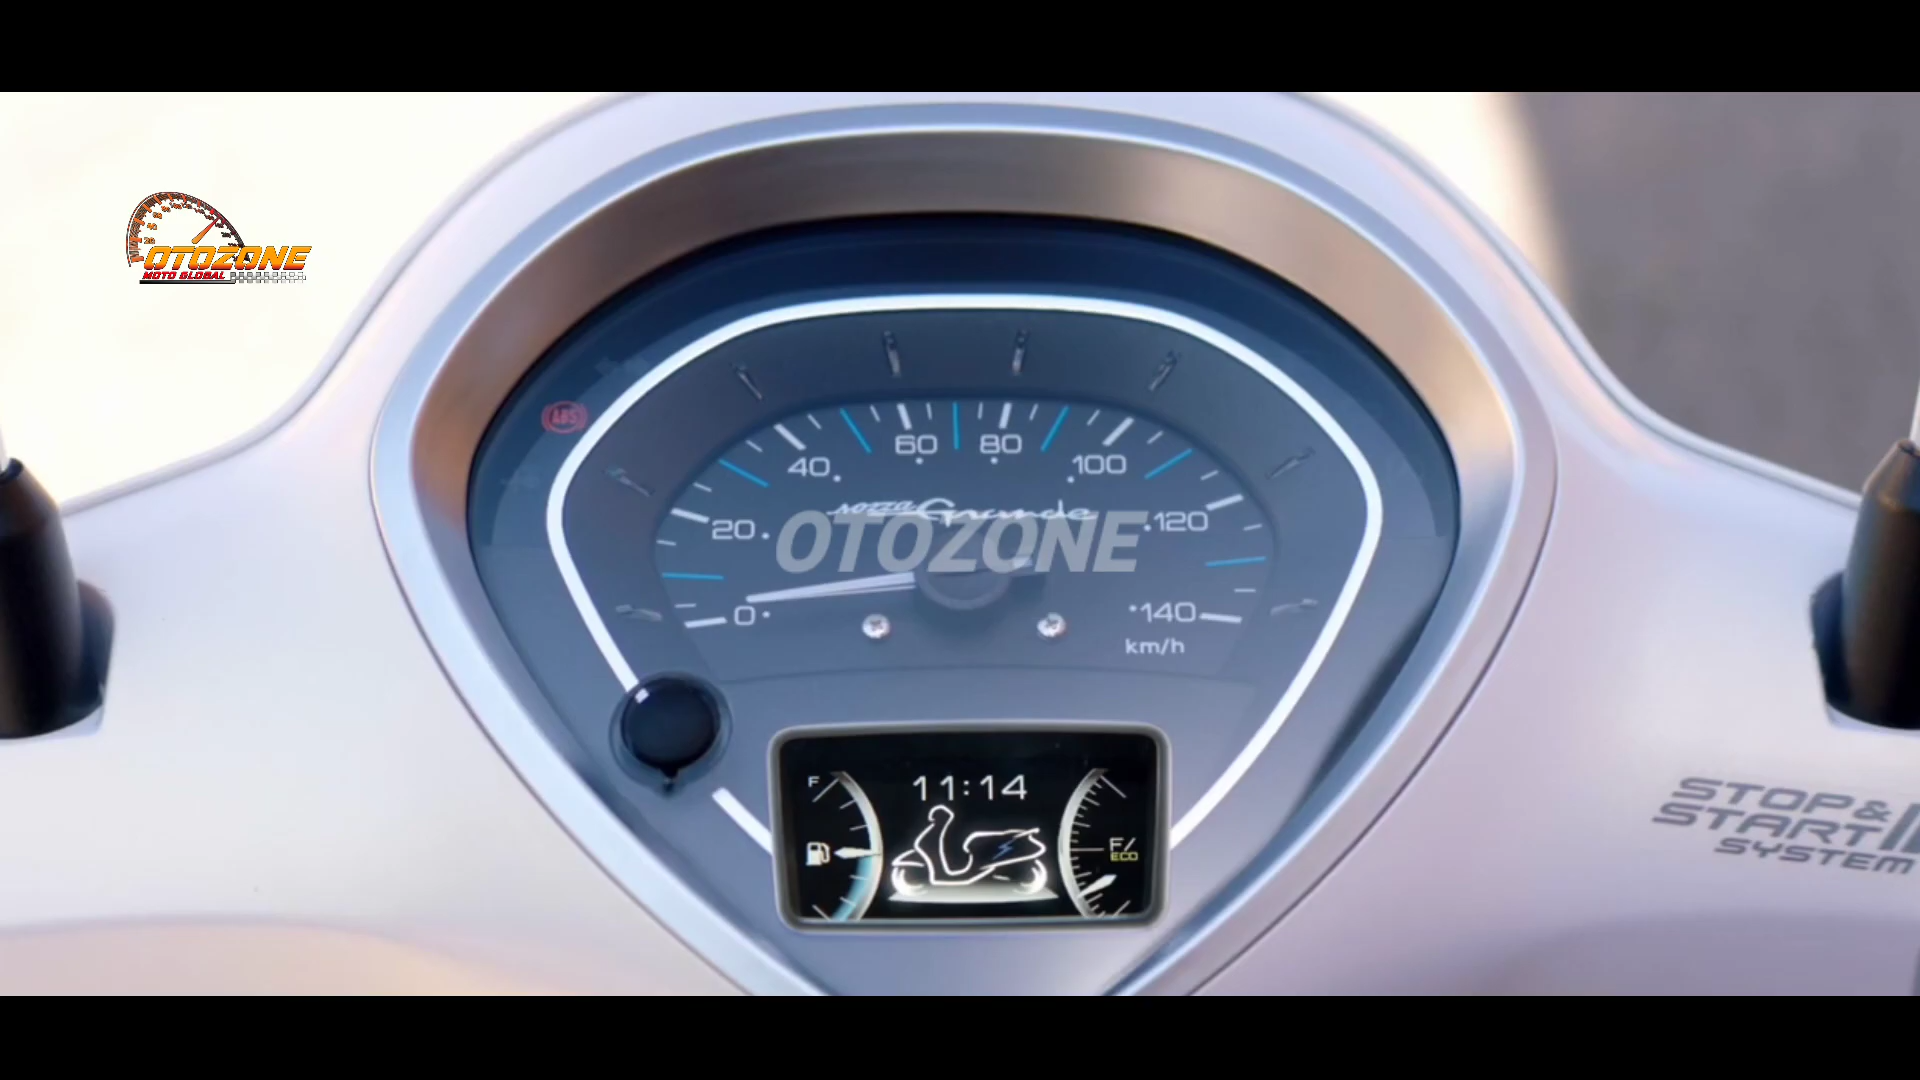 OTOZONE
MOTO GLOBAL
ABS
60
80
40
100
nozza Grande
20
120
OTOZONE
0
140
km/h
F
11:14
F/
ECO
STOP &
START
SYSTEM